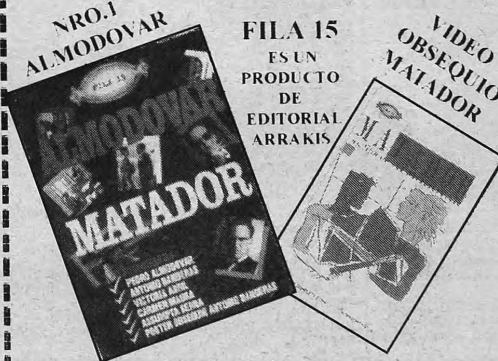 NRO.1
ALMODOVAR
FILA 15
ES UN
PRODUCTO
DE
EDITORIAL
ARRAKIS
VIDEO
OBSEQUIO
MATADOR
FILA 15
ALMODOVAR
MATADOR
PEDRO ALMODOVAR
ANTONIO BANDERAS
VICTORIA ABRIL
CARMEN MAURA
ASSUMPTA SERNA
MA